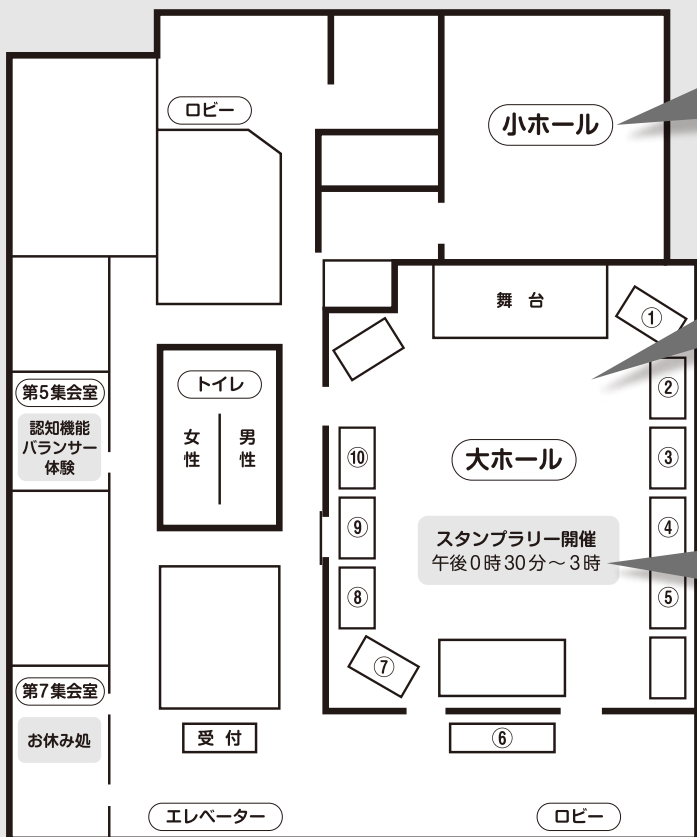 ロビー
小ホール
舞 台
①
②
③
④
⑤
第5集会室
認知機能
バランサー
体験
トイレ
女性
男性
大ホール
⑩
⑨
⑧
⑦
スタンプラリー開催
午後0時30分～3時
第7集会室
お休み処
受 付
⑥
エレベーター
ロビー